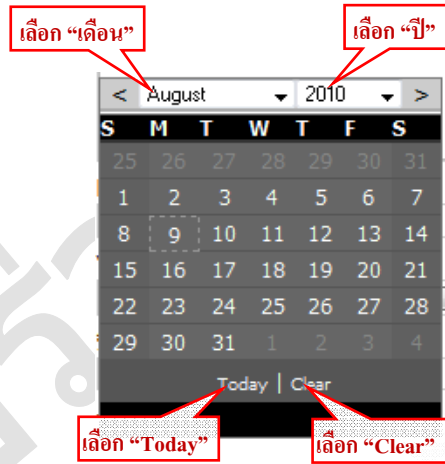 เลือก “เดือน” เลือก “ปี”
< August 2010 >
S M T W T F S
25 26 27 28 29 30 31
1 2 3 4 5 6 7
8 9 10 11 12 13 14
15 16 17 18 19 20 21
22 23 24 25 26 27 28
29 30 31 1 2 3 4
Today | Clear
เลือก “Today” เลือก “Clear”